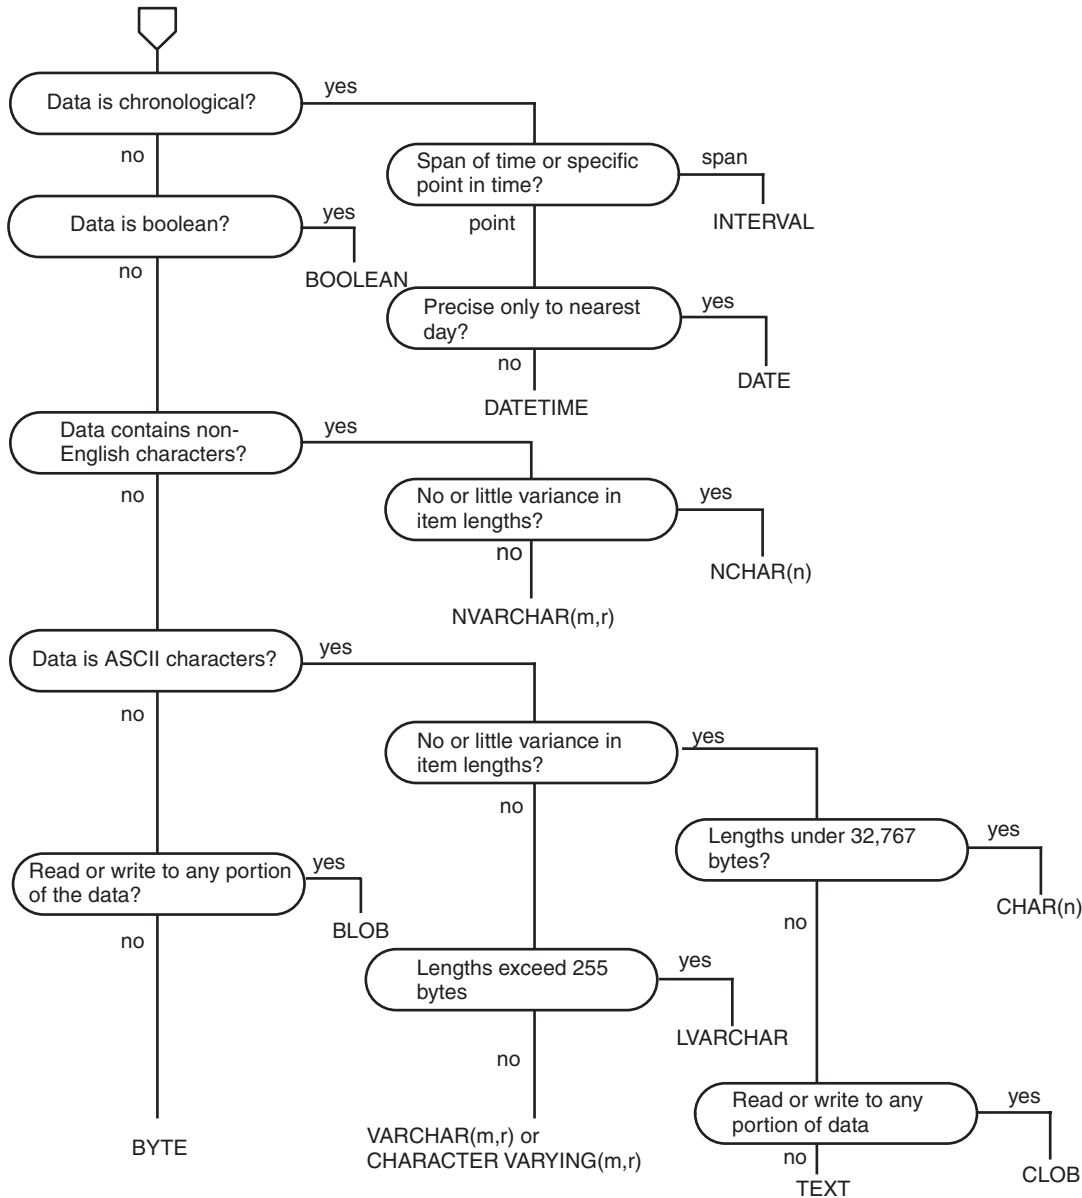 yes
Data is chronological?
no
Span of time or specific
point in time?
span
INTERVAL
point
Data is boolean?
yes
BOOLEAN
no
Precise only to nearest
day?
yes
DATE
no
DATETIME
Data contains non-
English characters?
yes
no
No or little variance in
item lengths?
yes
NCHAR(n)
no
NVARCHAR(m,r)
Data is ASCII characters?
yes
no
No or little variance in
item lengths?
yes
no
Lengths under 32,767
bytes?
yes
CHAR(n)
no
Read or write to any portion
of the data?
yes
BLOB
no
Lengths exceed 255
bytes
yes
LVARCHAR
no
Read or write to any
portion of data
yes
CLOB
no
TEXT
BYTE
VARCHAR(m,r) or
CHARACTER VARYING(m,r)